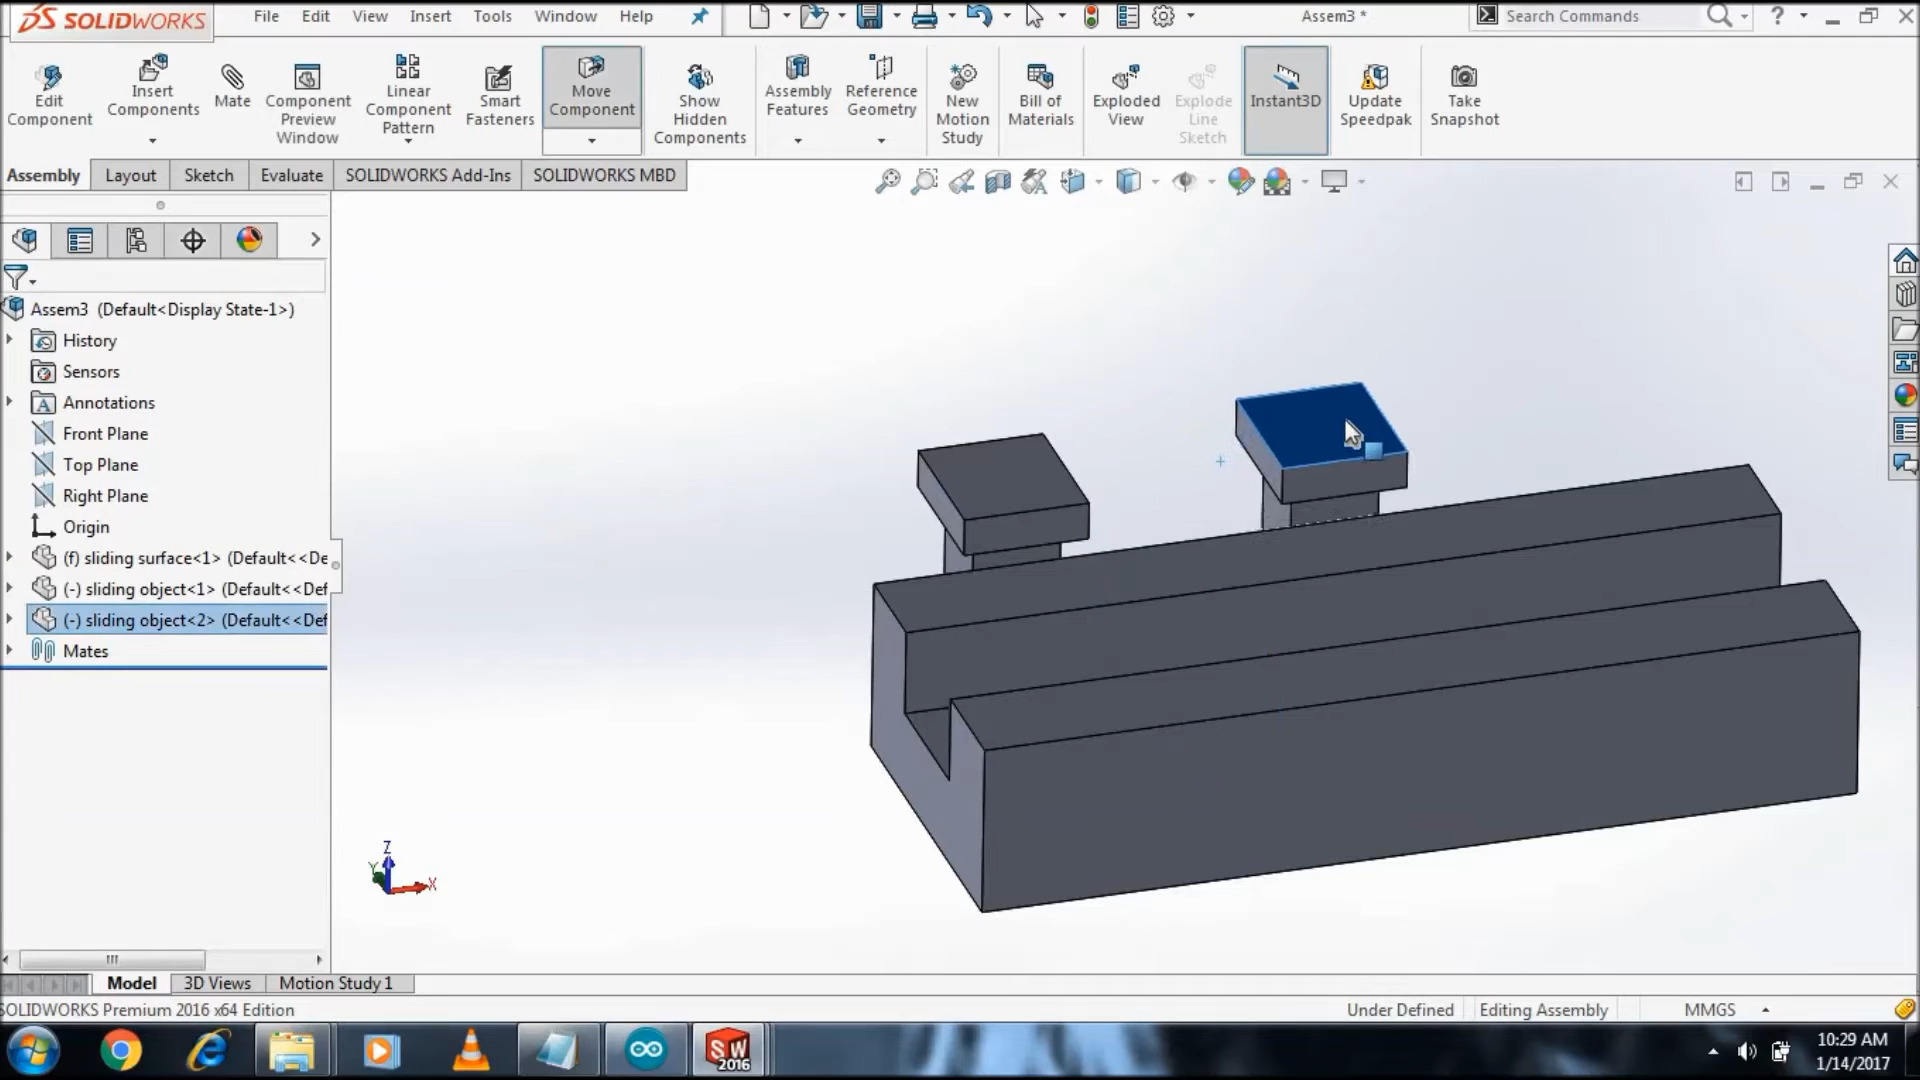 SOLIDWORKS File Edit View Insert Tools Window Help Assem3 * Search Commands ?
Edit Component
Insert Components
Mate
Component Preview Window
Linear Component Pattern
Smart Fasteners
Move Component
Show Hidden Components
Assembly Features
Reference Geometry
New Motion Study
Bill of Materials
Exploded View
Explode Line Sketch
Instant3D
Update Speedpak
Take Snapshot
Assembly Layout Sketch Evaluate SOLIDWORKS Add-Ins SOLIDWORKS MBD
Assem3 (Default<Display State-1>)
History
Sensors
A Annotations
Front Plane
Top Plane
Right Plane
Origin
(f) sliding surface<1> (Default<<De
(-) sliding object<1> (Default<<Def
(-) sliding object<2> (Default<<Def
Mates
Z
Y
X
Model 3D Views Motion Study 1
SOLIDWORKS Premium 2016 x64 Edition Under Defined Editing Assembly MMGS
SW 2016
10:29 AM
1/14/2017